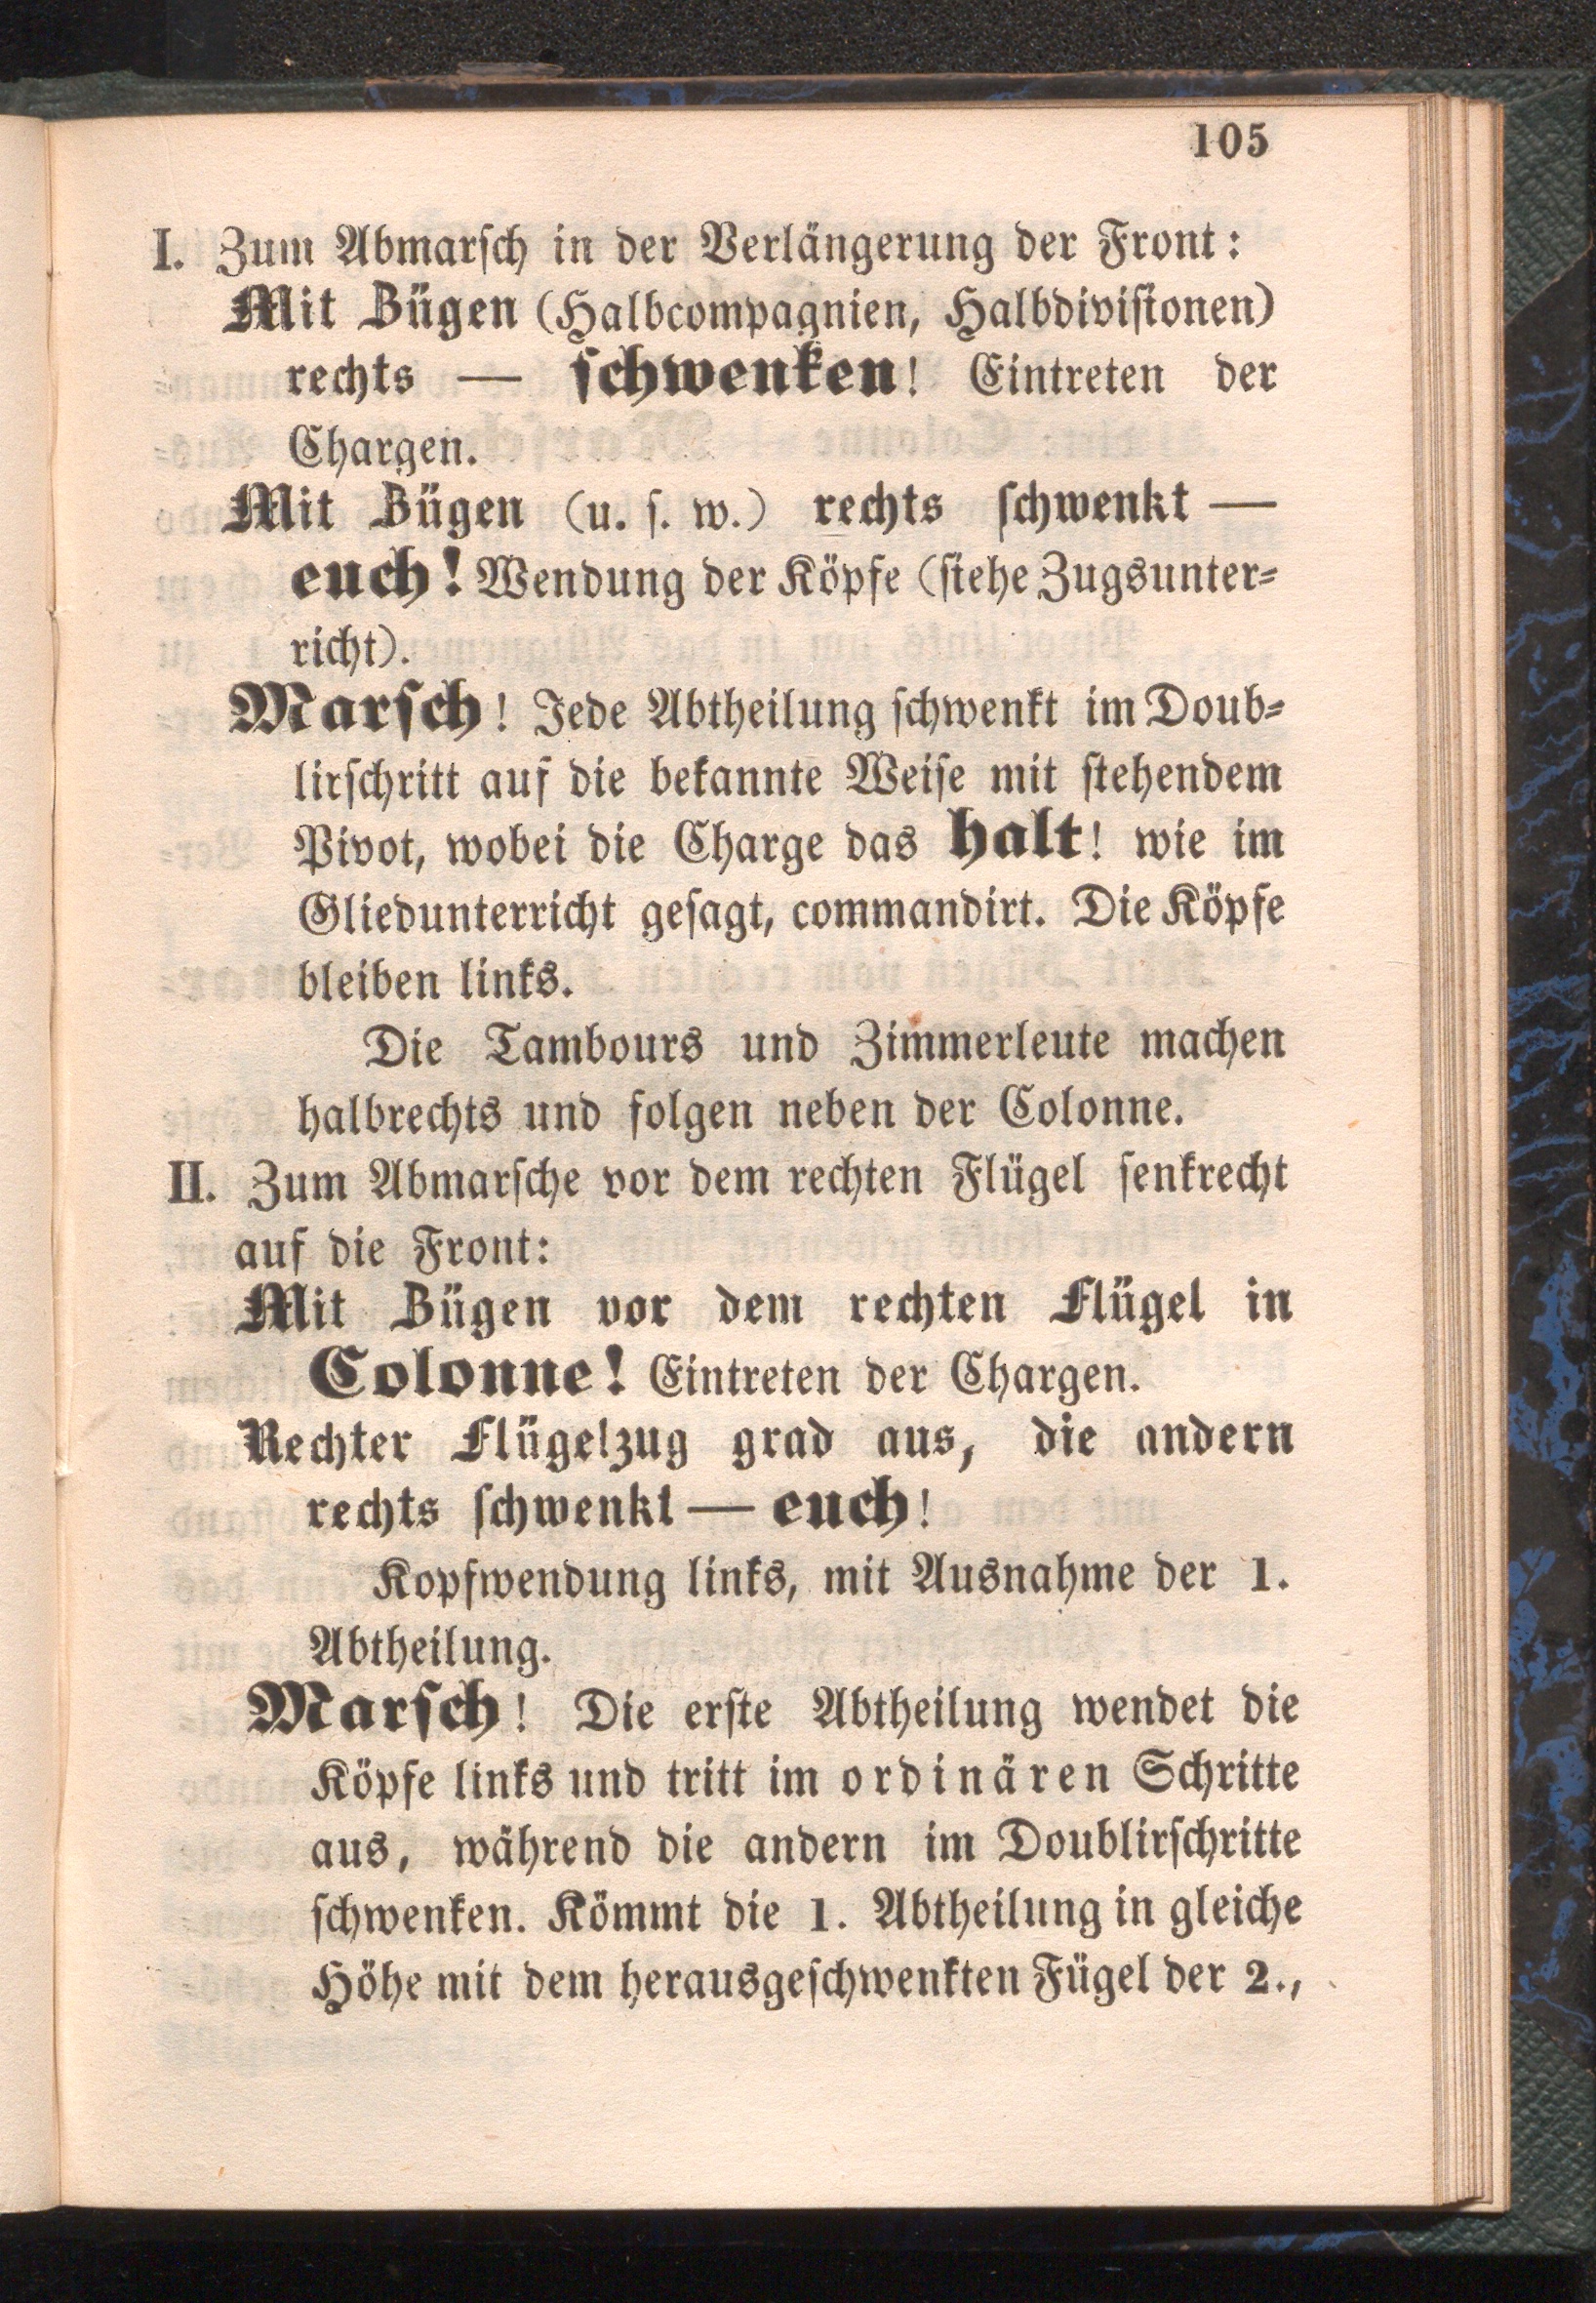 105
I. Zum Abmarſch in der Verlängerung der Front:
Mit Zügen (Halbcompagnien, Halbdiviſionen)
rechts — ſchwenken! Eintreten der
Chargen.
Mit Zügen (u. ſ. w.) rechts ſchwenkt —
euch! Wendung der Köpfe (ſiehe Zugsunter-
richt).
Marſch! Jede Abtheilung ſchwenkt im Doub-
lirſchritt auf die bekannte Weiſe mit ſtehendem
Pivot, wobei die Charge das halt! wie im
Gliedunterricht geſagt, commandirt. Die Köpfe
bleiben links.
Die Tambours und Zimmerleute machen
halbrechts und folgen neben der Colonne.
II. Zum Abmarſche vor dem rechten Flügel ſenkrecht
auf die Front:
Mit Zügen vor dem rechten Flügel in
Colonne! Eintreten der Chargen.
Rechter Flügelzug grad aus, die andern
rechts ſchwenkt — euch!
Kopfwendung links, mit Ausnahme der 1.
Abtheilung.
Marſch! Die erſte Abtheilung wendet die
Köpfe links und tritt im ordinären Schritte
aus, während die andern im Doublirſchritte
ſchwenken. Kömmt die 1. Abtheilung in gleiche
Höhe mit dem herausgeſchwenkten Fügel der 2.,